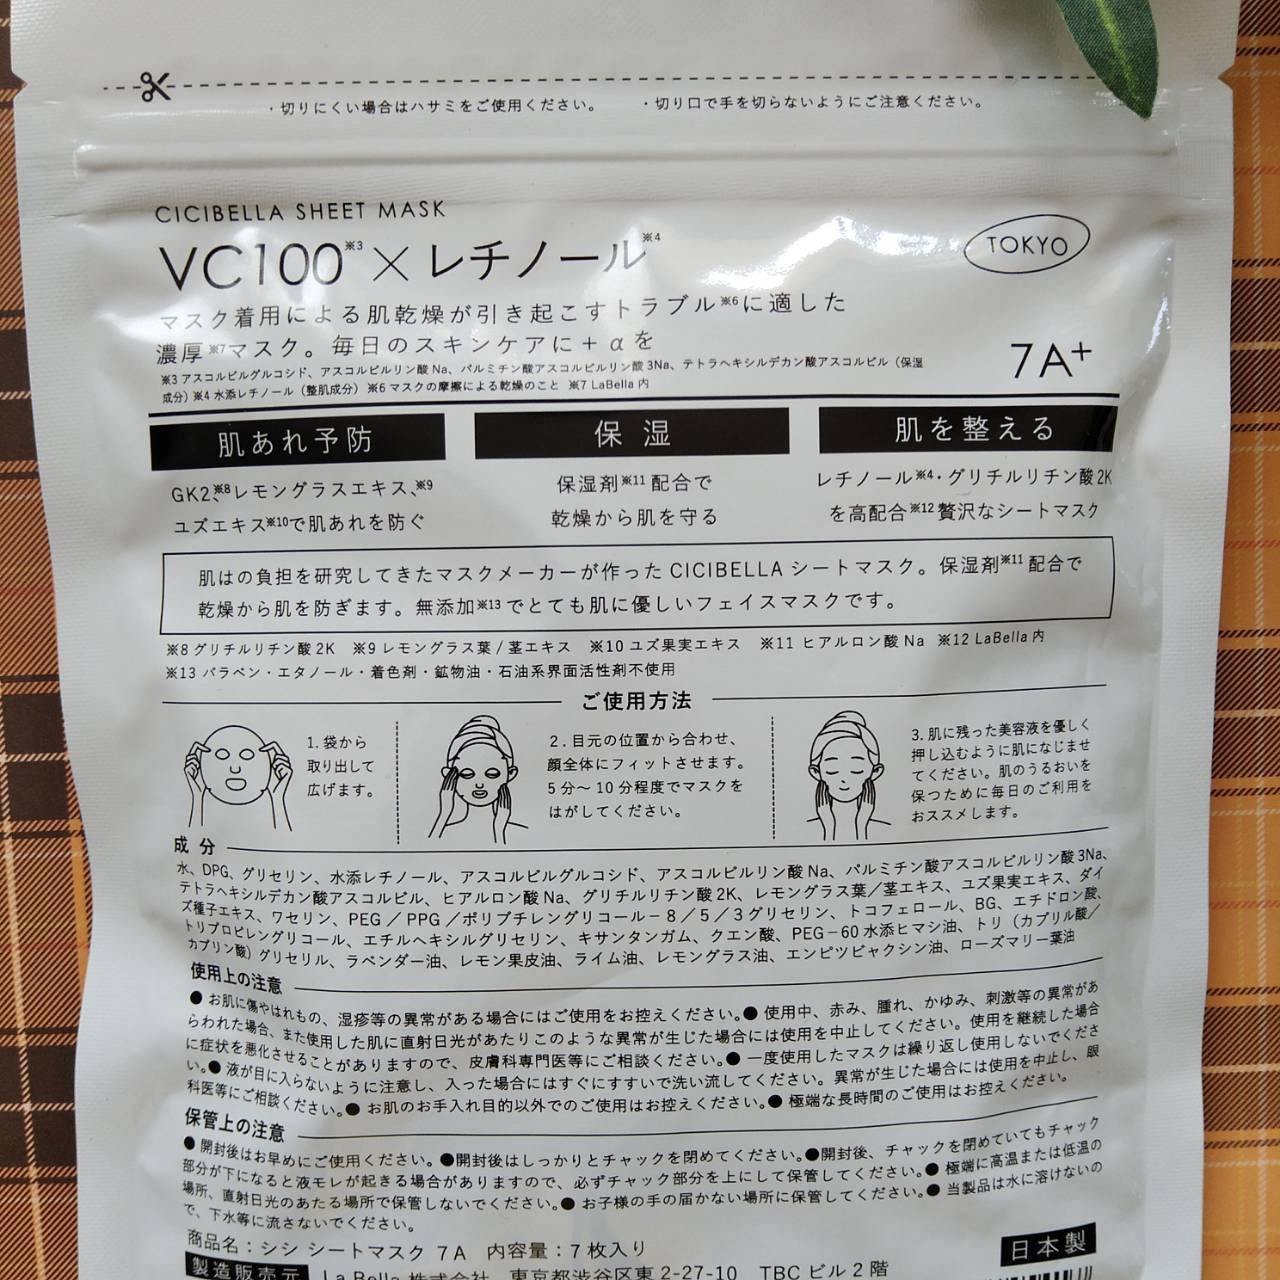 ・切りにくい場合はハサミをご使用ください。 ・切り口で手を切らないようにご注意ください。
CICIBELLA SHEET MASK
VC100※3×レチノール※4
TOKYO
マスク着用による肌乾燥が引き起こすトラブル※6に適した
濃厚※7マスク。毎日のスキンケアに+αを
7A+
※3 アスコルビルグルコシド、アスコルビルリン酸Na、パルミチン酸アスコルビルリン酸3Na、テトラヘキシルデカン酸アスコルビル（保湿
成分）※4 水添レチノール（整肌成分）※6 マスクの摩擦による乾燥のこと ※7 LaBella 内
肌あれ予防
GK2、※8レモングラスエキス、※9
ユズエキス※10で肌あれを防ぐ
保湿
保湿剤※11配合で
乾燥から肌を守る
肌を整える
レチノール※4・グリチルリチン酸2K
を高配合※12贅沢なシートマスク
肌はの負担を研究してきたマスクメーカーが作ったCICIBELLAシートマスク。保湿剤※11配合で
乾燥から肌を防ぎます。無添加※13でとても肌に優しいフェイスマスクです。
※8 グリチルリチン酸2K ※9 レモングラス葉/茎エキス ※10 ユズ果実エキス ※11 ヒアルロン酸Na ※12 LaBella 内
※13 パラベン・エタノール・着色剤・鉱物油・石油系界面活性剤不使用
ご使用方法
1. 袋から
取り出して
広げます。
2. 目元の位置から合わせ、
顔全体にフィットさせます。
5分〜10分程度でマスクを
はがしてください。
3. 肌に残った美容液を優しく
押し込むように肌になじませ
てください。肌のうるおいを
保つために毎日のご利用を
おススメします。
成分
水、DPG、グリセリン、水添レチノール、アスコルビルグルコシド、アスコルビルリン酸Na、パルミチン酸アスコルビルリン酸3Na、
テトラヘキシルデカン酸アスコルビル、ヒアルロン酸Na、グリチルリチン酸2K、レモングラス葉／茎エキス、ユズ果実エキス、ダイ
ズ種子エキス、ワセリン、PEG／PPG／ポリブチレングリコール－8／5／3グリセリン、トコフェロール、BG、エチドロン酸、
トリプロピレングリコール、エチルヘキシルグリセリン、キサンタンガム、クエン酸、PEG－60水添ヒマシ油、トリ（カプリル酸／
カプリン酸）グリセリル、ラベンダー油、レモン果皮油、ライム油、レモングラス油、エンピツビャクシン油、ローズマリー葉油
使用上の注意
●お肌に傷やはれもの、湿疹等の異常がある場合にはご使用をお控えください。●使用中、赤み、腫れ、かゆみ、刺激等の異常があ
らわれた場合、また使用した肌に直射日光があたりこのような異常が生じた場合には使用を中止してください。使用を継続した場合
に症状を悪化させることがありますので、皮膚科専門医等にご相談ください。●一度使用したマスクは繰り返し使用しないでくださ
い。●液が目に入らないように注意し、入った場合にはすぐにすすいで洗い流してください。異常が生じた場合には使用を中止し、眼
科医等にご相談ください。●お肌のお手入れ目的以外でのご使用はお控えください。●極端な長時間のご使用はお控えください。
保管上の注意
●開封後はお早めにご使用ください。●開封後はしっかりとチャックを閉めてください。●開封後、チャックを閉めていてもチャック
部分が下になると液モレが起きる場合がありますので、必ずチャック部分を上にして保管してください。●極端に高温または低温の
場所、直射日光のあたる場所で保管しないでください。●お子様の手の届かない場所に保管してください。●当製品は水に溶けないの
で、下水等に流さないでください。
商品名：シシ シートマスク 7A 内容量：7枚入り
日本製
製造販売元 La Bella 株式会社 東京都渋谷区東2-27-10 TBCビル2階